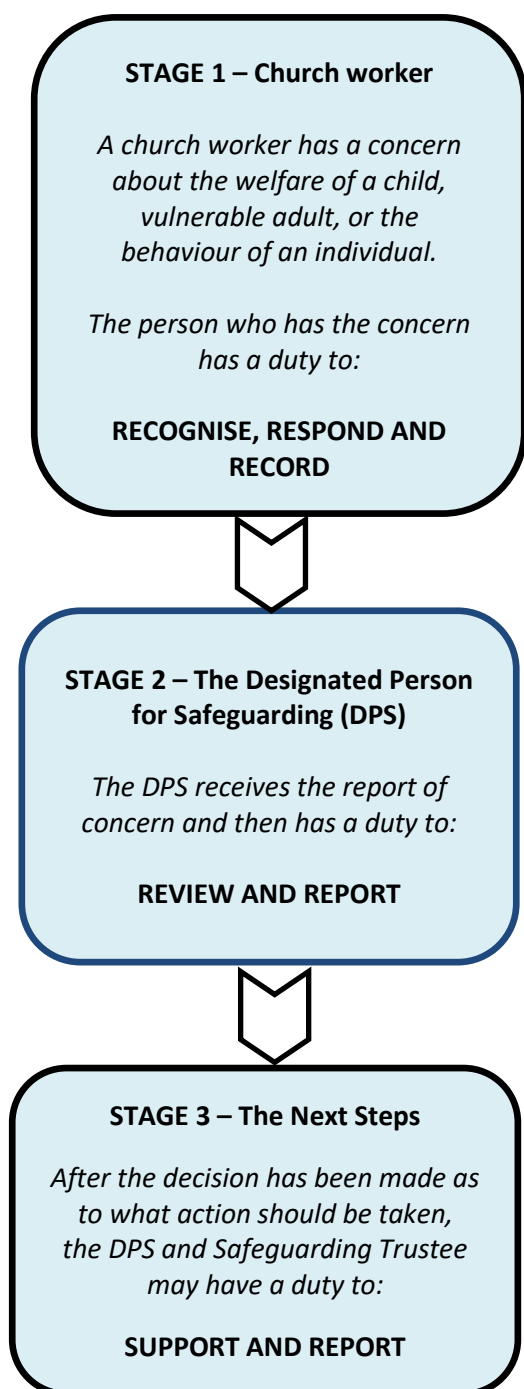 STAGE 1 – Church worker
A church worker has a concern
about the welfare of a child,
vulnerable adult, or the
behaviour of an individual.
The person who has the concern
has a duty to:
RECOGNISE, RESPOND AND
RECORD
STAGE 2 – The Designated Person
for Safeguarding (DPS)
The DPS receives the report of
concern and then has a duty to:
REVIEW AND REPORT
STAGE 3 – The Next Steps
After the decision has been made as
to what action should be taken,
the DPS and Safeguarding Trustee
may have a duty to:
SUPPORT AND REPORT